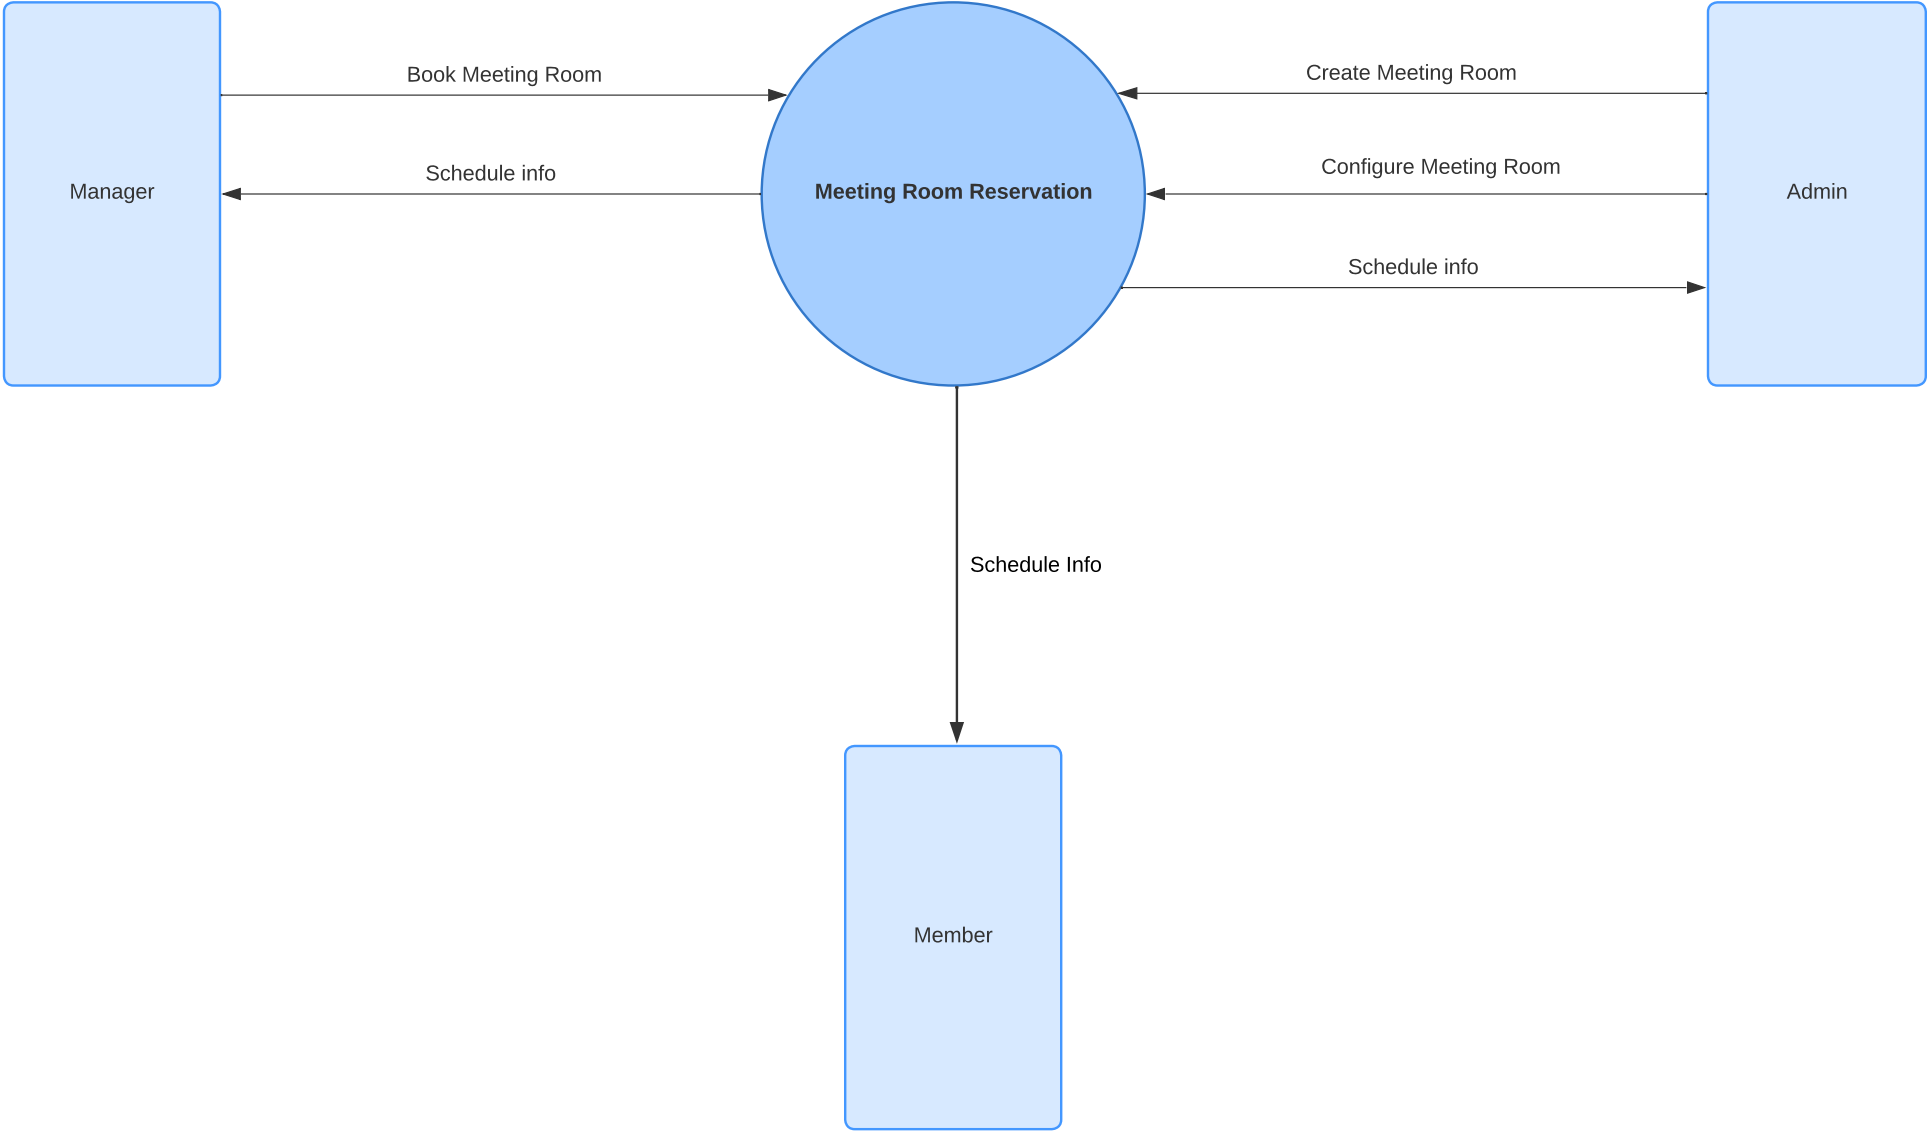 Book Meeting Room
Create Meeting Room
Schedule info
Configure Meeting Room
Manager
Meeting Room Reservation
Admin
Schedule info
Schedule Info
Member